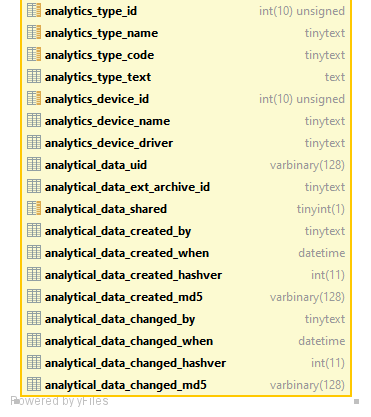 analytics_type_id int(10) unsigned
analytics_type_name tinytext
analytics_type_code tinytext
analytics_type_text text
analytics_device_id int(10) unsigned
analytics_device_name tinytext
analytics_device_driver tinytext
analytical_data_uid varbinary(128)
analytical_data_ext_archive_id tinytext
analytical_data_shared tinyint(1)
analytical_data_created_by tinytext
analytical_data_created_when datetime
analytical_data_created_hashver int(11)
analytical_data_created_md5 varbinary(128)
analytical_data_changed_by tinytext
analytical_data_changed_when datetime
analytical_data_changed_hashver int(11)
analytical_data_changed_md5 varbinary(128)
Powered by yFiles